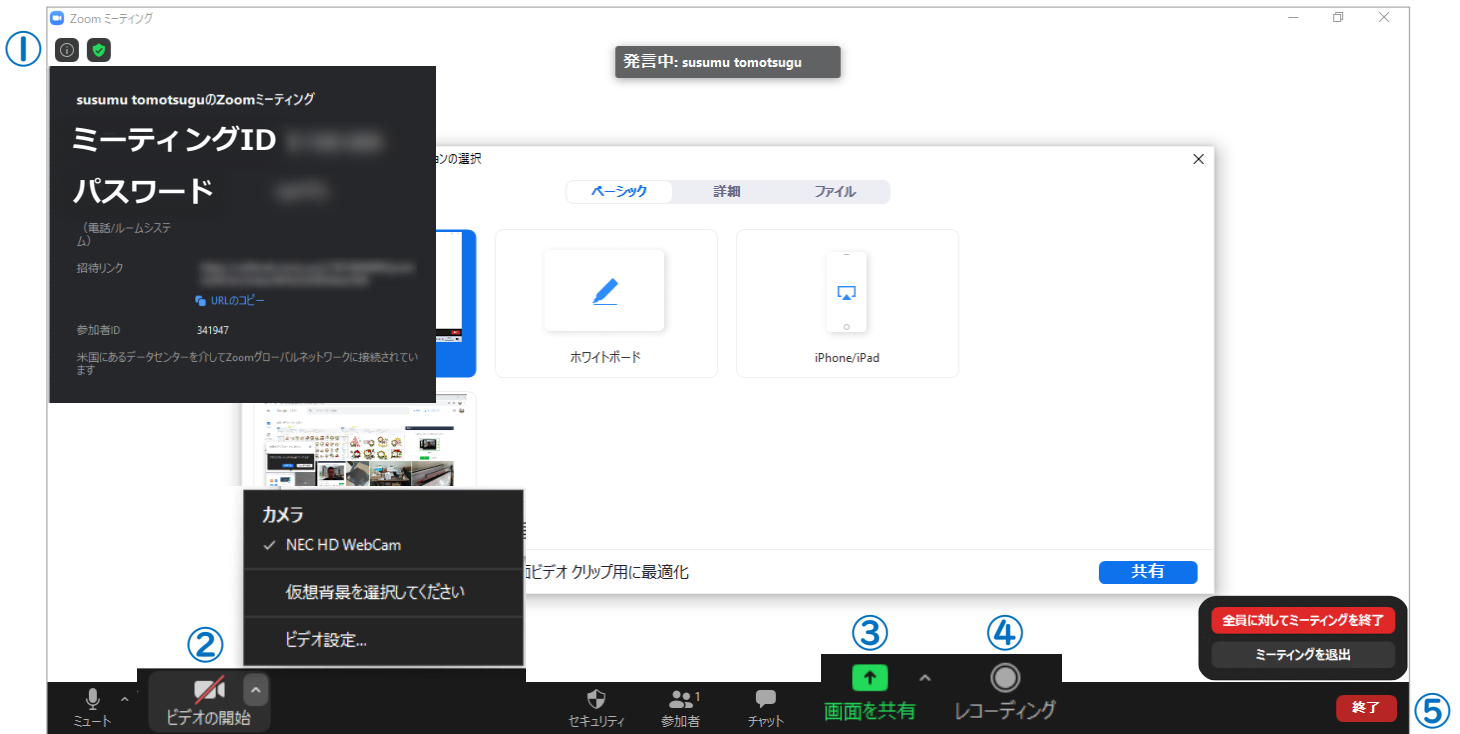 Zoom ミーティング
①
発言中: susumu tomotsugu
susumu tomotsuguのZoomミーティング
ミーティングID
パスワード
（電話/ルームシステ
ム）
招待リンク
URLのコピー
参加者ID 341947
米国にあるデータセンターを介してZoomグローバルネットワークに接続されてい
ます
ョンの選択
ベーシック 詳細 ファイル
ホワイトボード
iPhone/iPad
カメラ
NEC HD WebCam
仮想背景を選択してください
ビデオ設定...
ビデオ クリップ用に最適化
共有
全員に対してミーティングを終了
ミーティングを退出
② ③ ④
ミュート
ビデオの開始
セキュリティ
1
参加者
チャット
画面を共有
レコーディング
終了
⑤